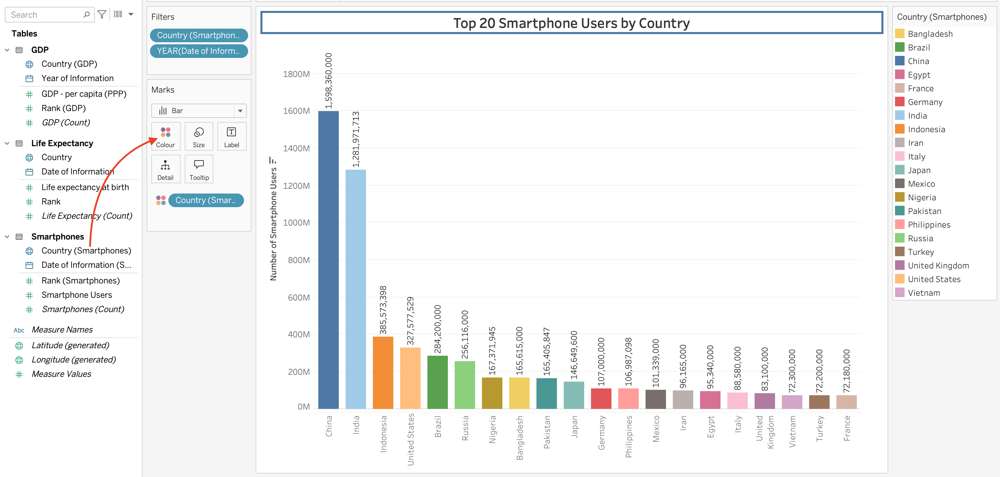 Search
Tables
GDP
Country (GDP)
Year of Information
GDP - per capita (PPP)
Rank (GDP)
GDP (Count)
Life Expectancy
Country
Date of Information
Life expectancy at birth
Rank
Life Expectancy (Count)
Smartphones
Country (Smartphones)
Date of Information (S...
Rank (Smartphones)
Smartphone Users
Smartphones (Count)
Abc Measure Names
Latitude (generated)
Longitude (generated)
Measure Values
Filters
Country (Smartphon..
YEAR(Date of Inform..
Marks
Bar
Colour
Size
Label
Detail
Tooltip
Country (Smar..
Top 20 Smartphone Users by Country
Number of Smartphone Users
1800M
1600M
1400M
1200M
1000M
800M
600M
400M
200M
0M
1,598,360,000
1,281,971,713
385,573,398
327,577,529
284,200,000
256,116,000
167,371,945
165,615,000
165,405,847
146,649,600
107,000,000
106,987,098
101,339,000
96,165,000
95,340,000
88,580,000
83,100,000
72,300,000
72,200,000
72,180,000
China
India
Indonesia
United States
Brazil
Russia
Nigeria
Bangladesh
Pakistan
Japan
Germany
Philippines
Mexico
Iran
Egypt
Italy
United
Kingdom
Vietnam
Turkey
France
Country (Smartphones)
Bangladesh
Brazil
China
Egypt
France
Germany
India
Indonesia
Iran
Italy
Japan
Mexico
Nigeria
Pakistan
Philippines
Russia
Turkey
United Kingdom
United States
Vietnam